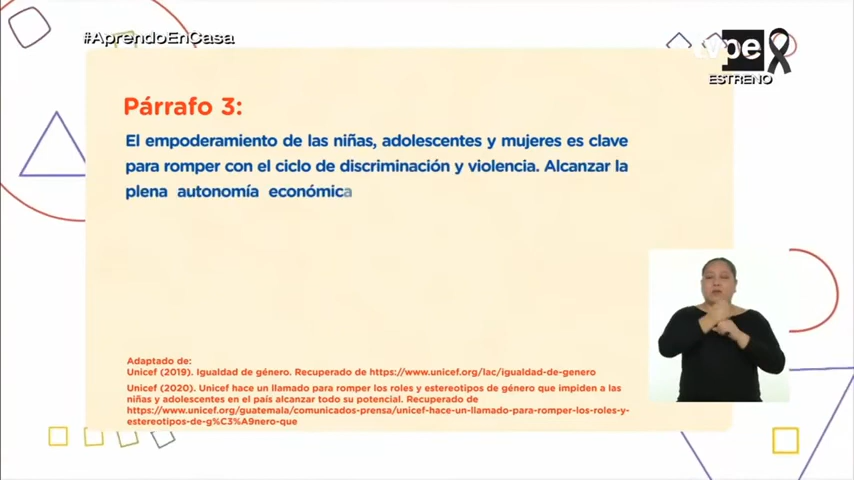 #AprendoEnCasa
tvpe
ESTRENO
Párrafo 3:
El empoderamiento de las niñas, adolescentes y mujeres es clave
para romper con el ciclo de discriminación y violencia. Alcanzar la
plena autonomía económica
Adaptado de:
Unicef (2019). Igualdad de género. Recuperado de https://www.unicef.org/lac/igualdad-de-genero
Unicef (2020). Unicef hace un llamado para romper los roles y estereotipos de género que impiden a las
niñas y adolescentes en el país alcanzar todo su potencial. Recuperado de
https://www.unicef.org/guatemala/comunicados-prensa/unicef-hace-un-llamado-para-romper-los-roles-y-
estereotipos-de-g%C3%A9nero-que